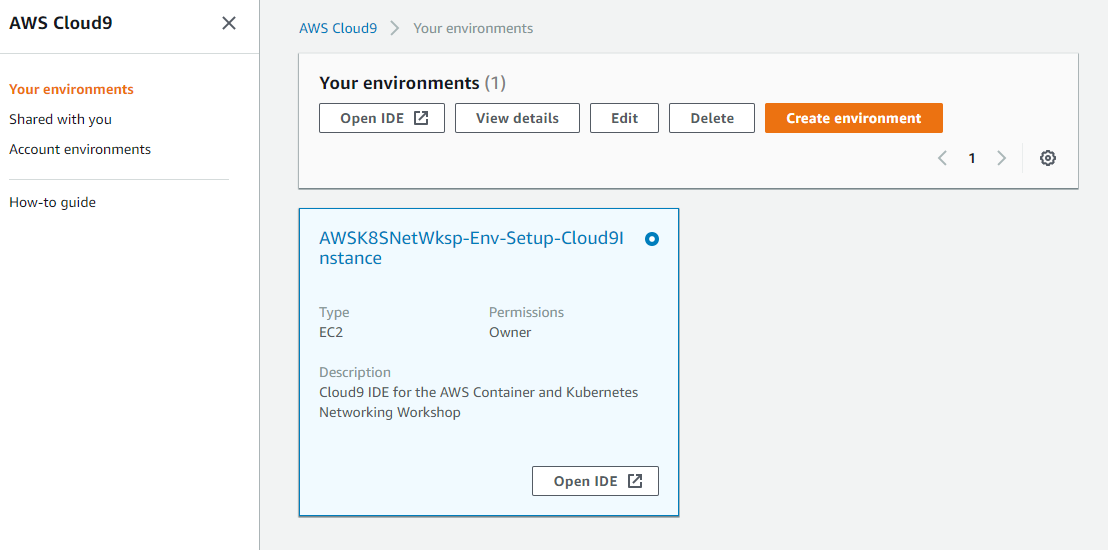 AWS Cloud9
Your environments
Shared with you
Account environments
How-to guide
AWS Cloud9 > Your environments
Your environments (1)
Open IDE View details Edit Delete Create environment
< 1 >
AWSK8SNetWksp-Env-Setup-Cloud9I
nstance
Type Permissions
EC2 Owner
Description
Cloud9 IDE for the AWS Container and Kubernetes
Networking Workshop
Open IDE